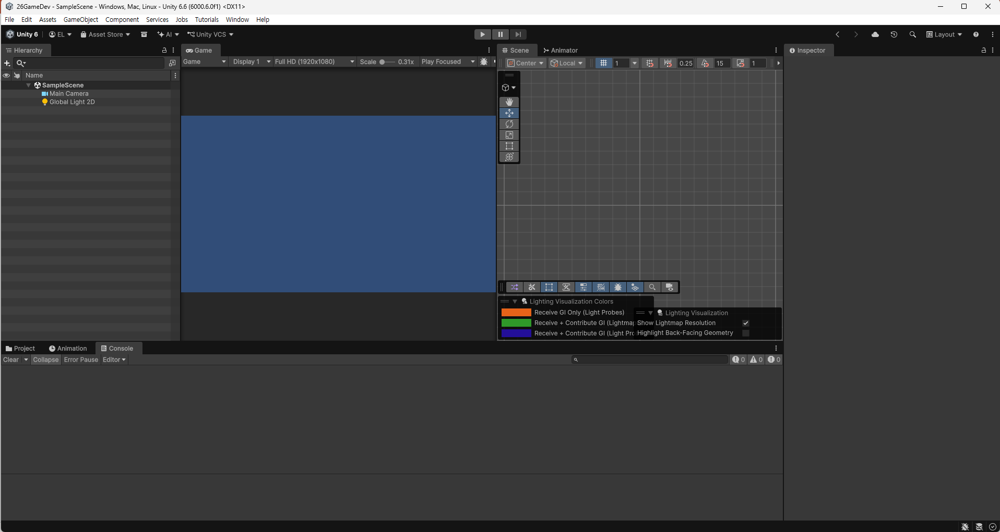 26GameDev - SampleScene - Windows, Mac, Linux - Unity 6.6 (6000.6.0f1) <DX11>
File Edit Assets GameObject Component Services Jobs Tutorials Window Help
Unity 6 EL Asset Store AI Unity VCS Layout
Hierarchy
Game
Scene Animator
Inspector
Game Display 1 Full HD (1920x1080) Scale 0.31x Play Focused
Center Local 1 0.25 15 1
Name
SampleScene
Main Camera
Global Light 2D
Lighting Visualization Colors
Receive GI Only (Light Probes)
Receive + Contribute GI (Lightmap
Receive + Contribute GI (Light Pro
Lighting Visualization
Show Lightmap Resolution
Highlight Back-Facing Geometry
Project Animation Console
Clear Collapse Error Pause Editor 0 0 0